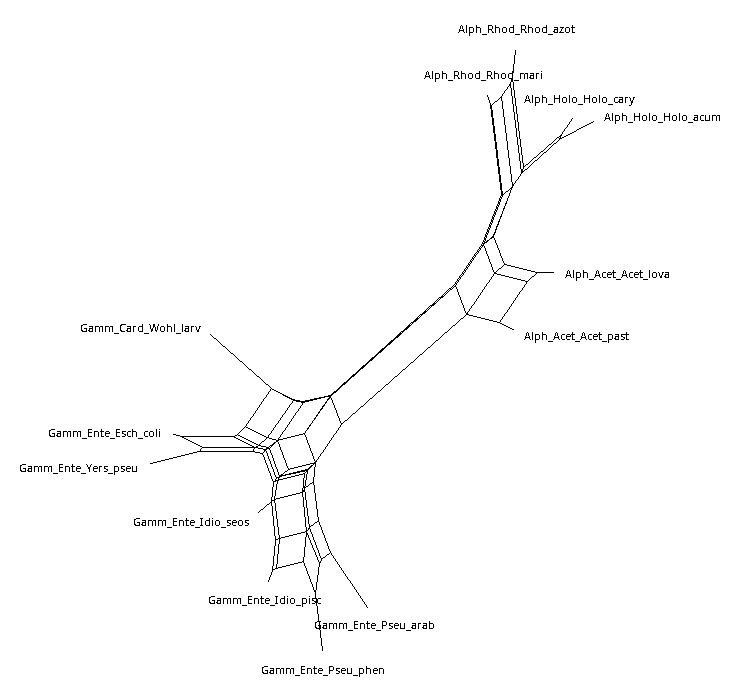 Alph_Rhod_Rhod_azot
Alph_Rhod_Rhod_mari
Alph_Holo_Holo_cary
Alph_Holo_Holo_acum
Alph_Acet_Acet_lova
Gamm_Card_Wohl_larv
Alph_Acet_Acet_past
Gamm_Ente_Esch_coli
Gamm_Ente_Yers_pseu
Gamm_Ente_Idio_seos
Gamm_Ente_Idio_pisc
Gamm_Ente_Pseu_arab
Gamm_Ente_Pseu_phen